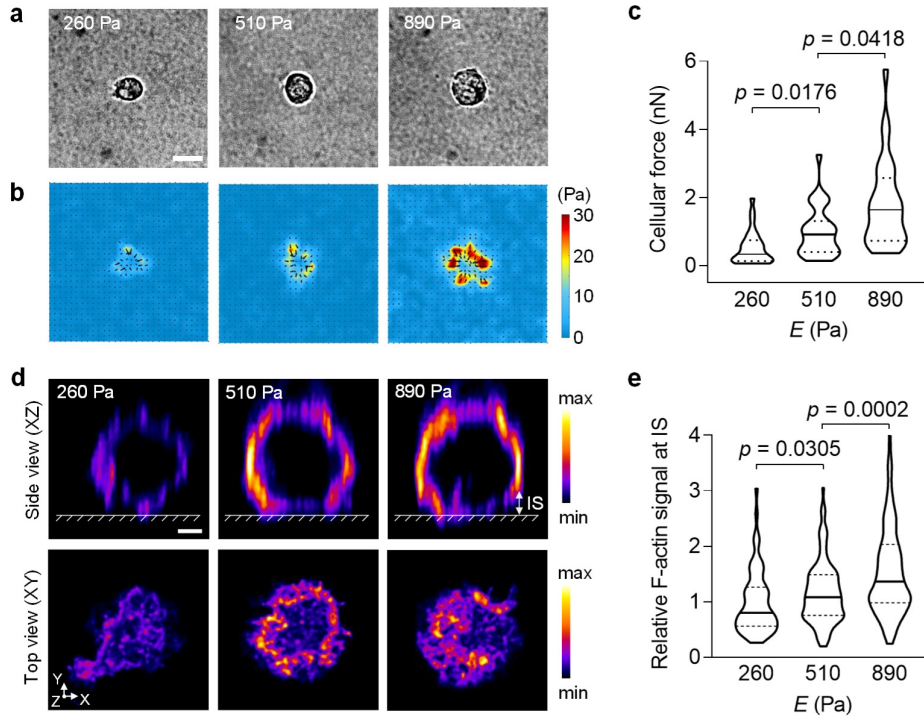 a
260 Pa
510 Pa
890 Pa
b
(Pa)
30
20
10
0
c
Cellular force (nN)
6
4
2
0
p = 0.0176
p = 0.0418
260
510
890
E (Pa)
d
Side view (XZ)
260 Pa
510 Pa
890 Pa
IS
max
min
Top view (XY)
Y
Z
X
max
min
e
Relative F-actin signal at IS
4
3
2
1
0
p = 0.0305
p = 0.0002
260
510
890
E (Pa)